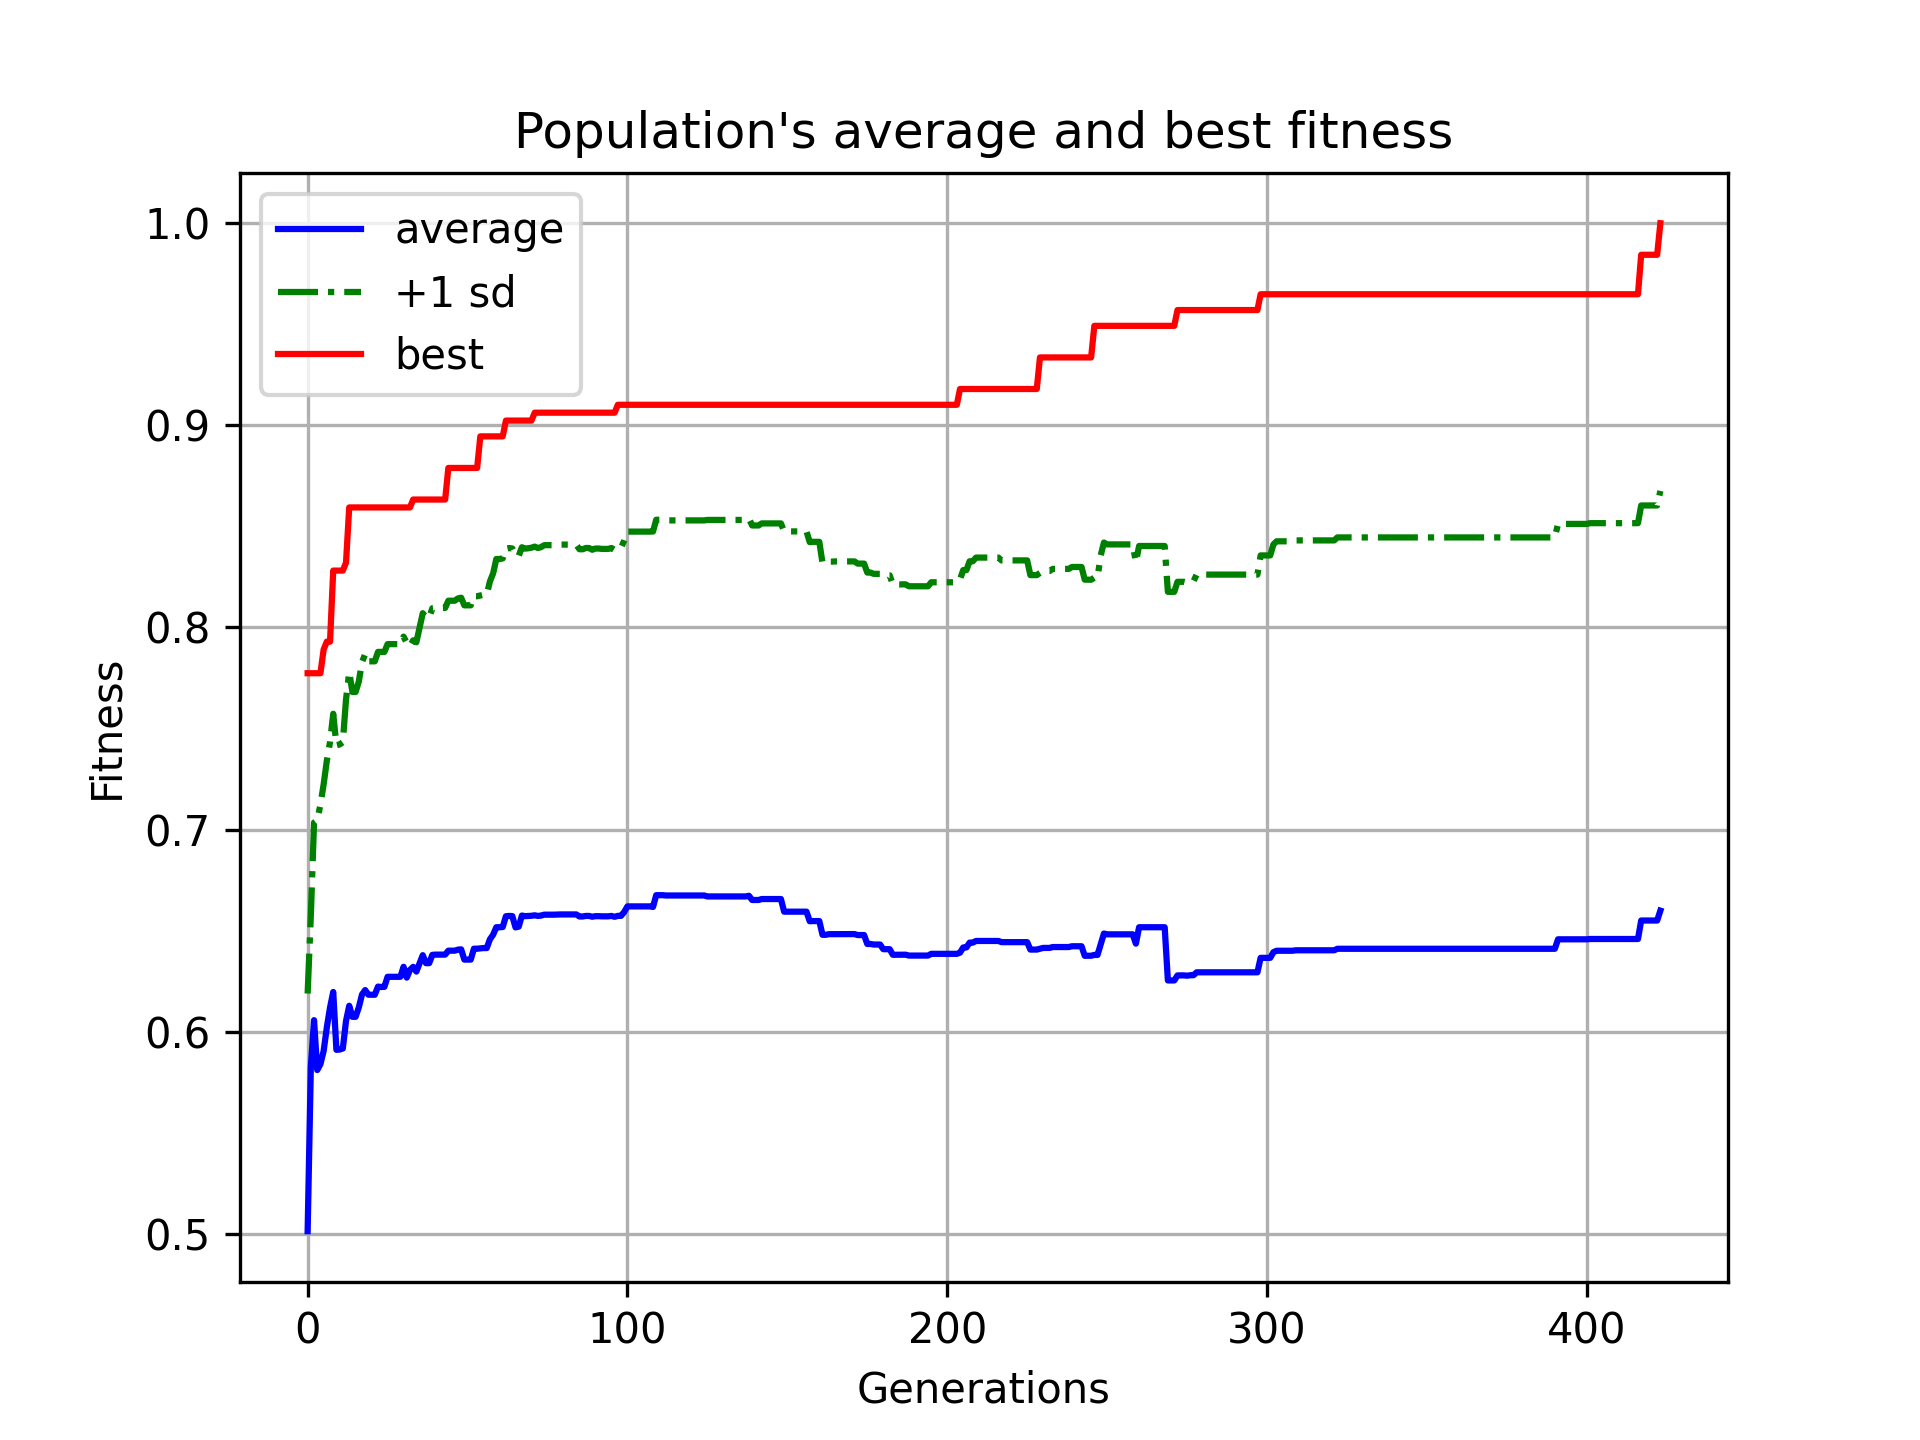 Population's average and best fitness
average
+1 sd
best
1.0
0.9
0.8
0.7
0.6
0.5
Fitness
0 100 200 300 400
Generations